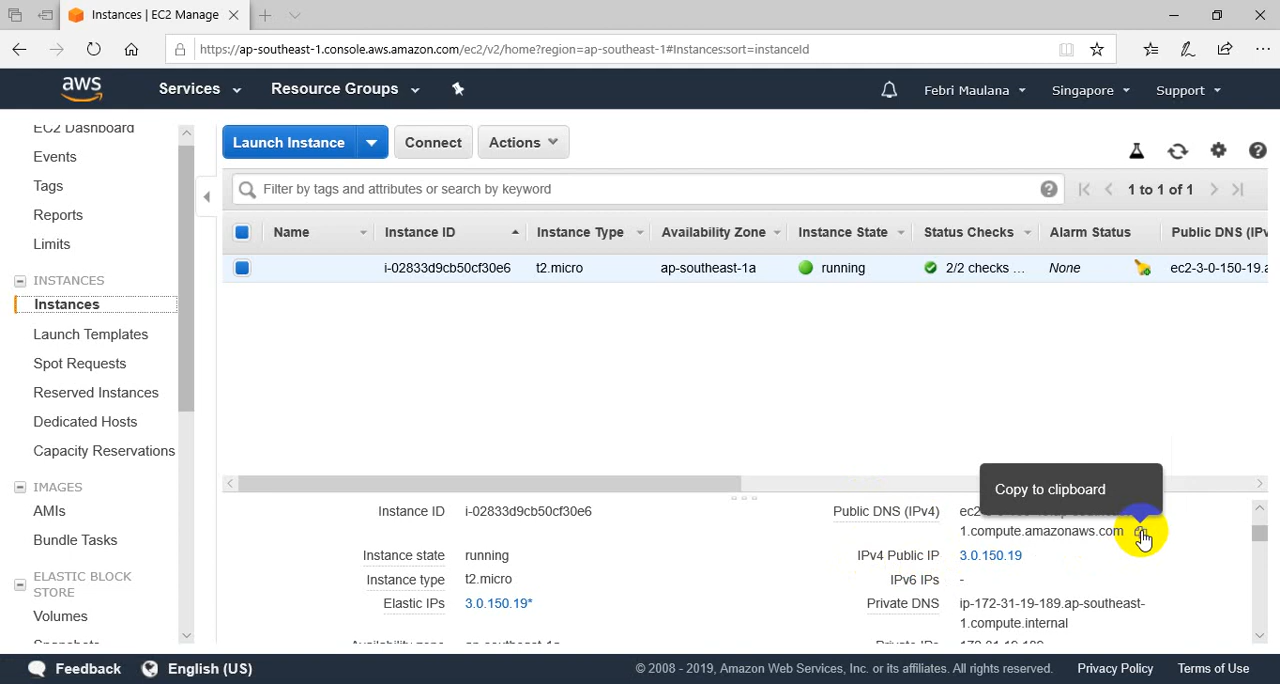 Instances | EC2 Manage
https://ap-southeast-1.console.aws.amazon.com/ec2/v2/home?region=ap-southeast-1#Instances:sort=instanceId
aws Services Resource Groups Febri Maulana Singapore Support
EC2 Dashboard
Events
Tags
Reports
Limits
INSTANCES
Instances
Launch Templates
Spot Requests
Reserved Instances
Dedicated Hosts
Capacity Reservations
IMAGES
AMIs
Bundle Tasks
ELASTIC BLOCK
STORE
Volumes
Launch Instance Connect Actions
Filter by tags and attributes or search by keyword
1 to 1 of 1
Name Instance ID Instance Type Availability Zone Instance State Status Checks Alarm Status Public DNS (IPv
i-02833d9cb50cf30e6 t2.micro ap-southeast-1a running 2/2 checks ... None ec2-3-0-150-19.a
Copy to clipboard
Instance ID i-02833d9cb50cf30e6
Instance state running
Instance type t2.micro
Elastic IPs 3.0.150.19*
Public DNS (IPv4)
1.compute.amazonaws.com
IPv4 Public IP 3.0.150.19
IPv6 IPs -
Private DNS ip-172-31-19-189.ap-southeast-
1.compute.internal
Feedback English (US) © 2008 - 2019, Amazon Web Services, Inc. or its affiliates. All rights reserved. Privacy Policy Terms of Use